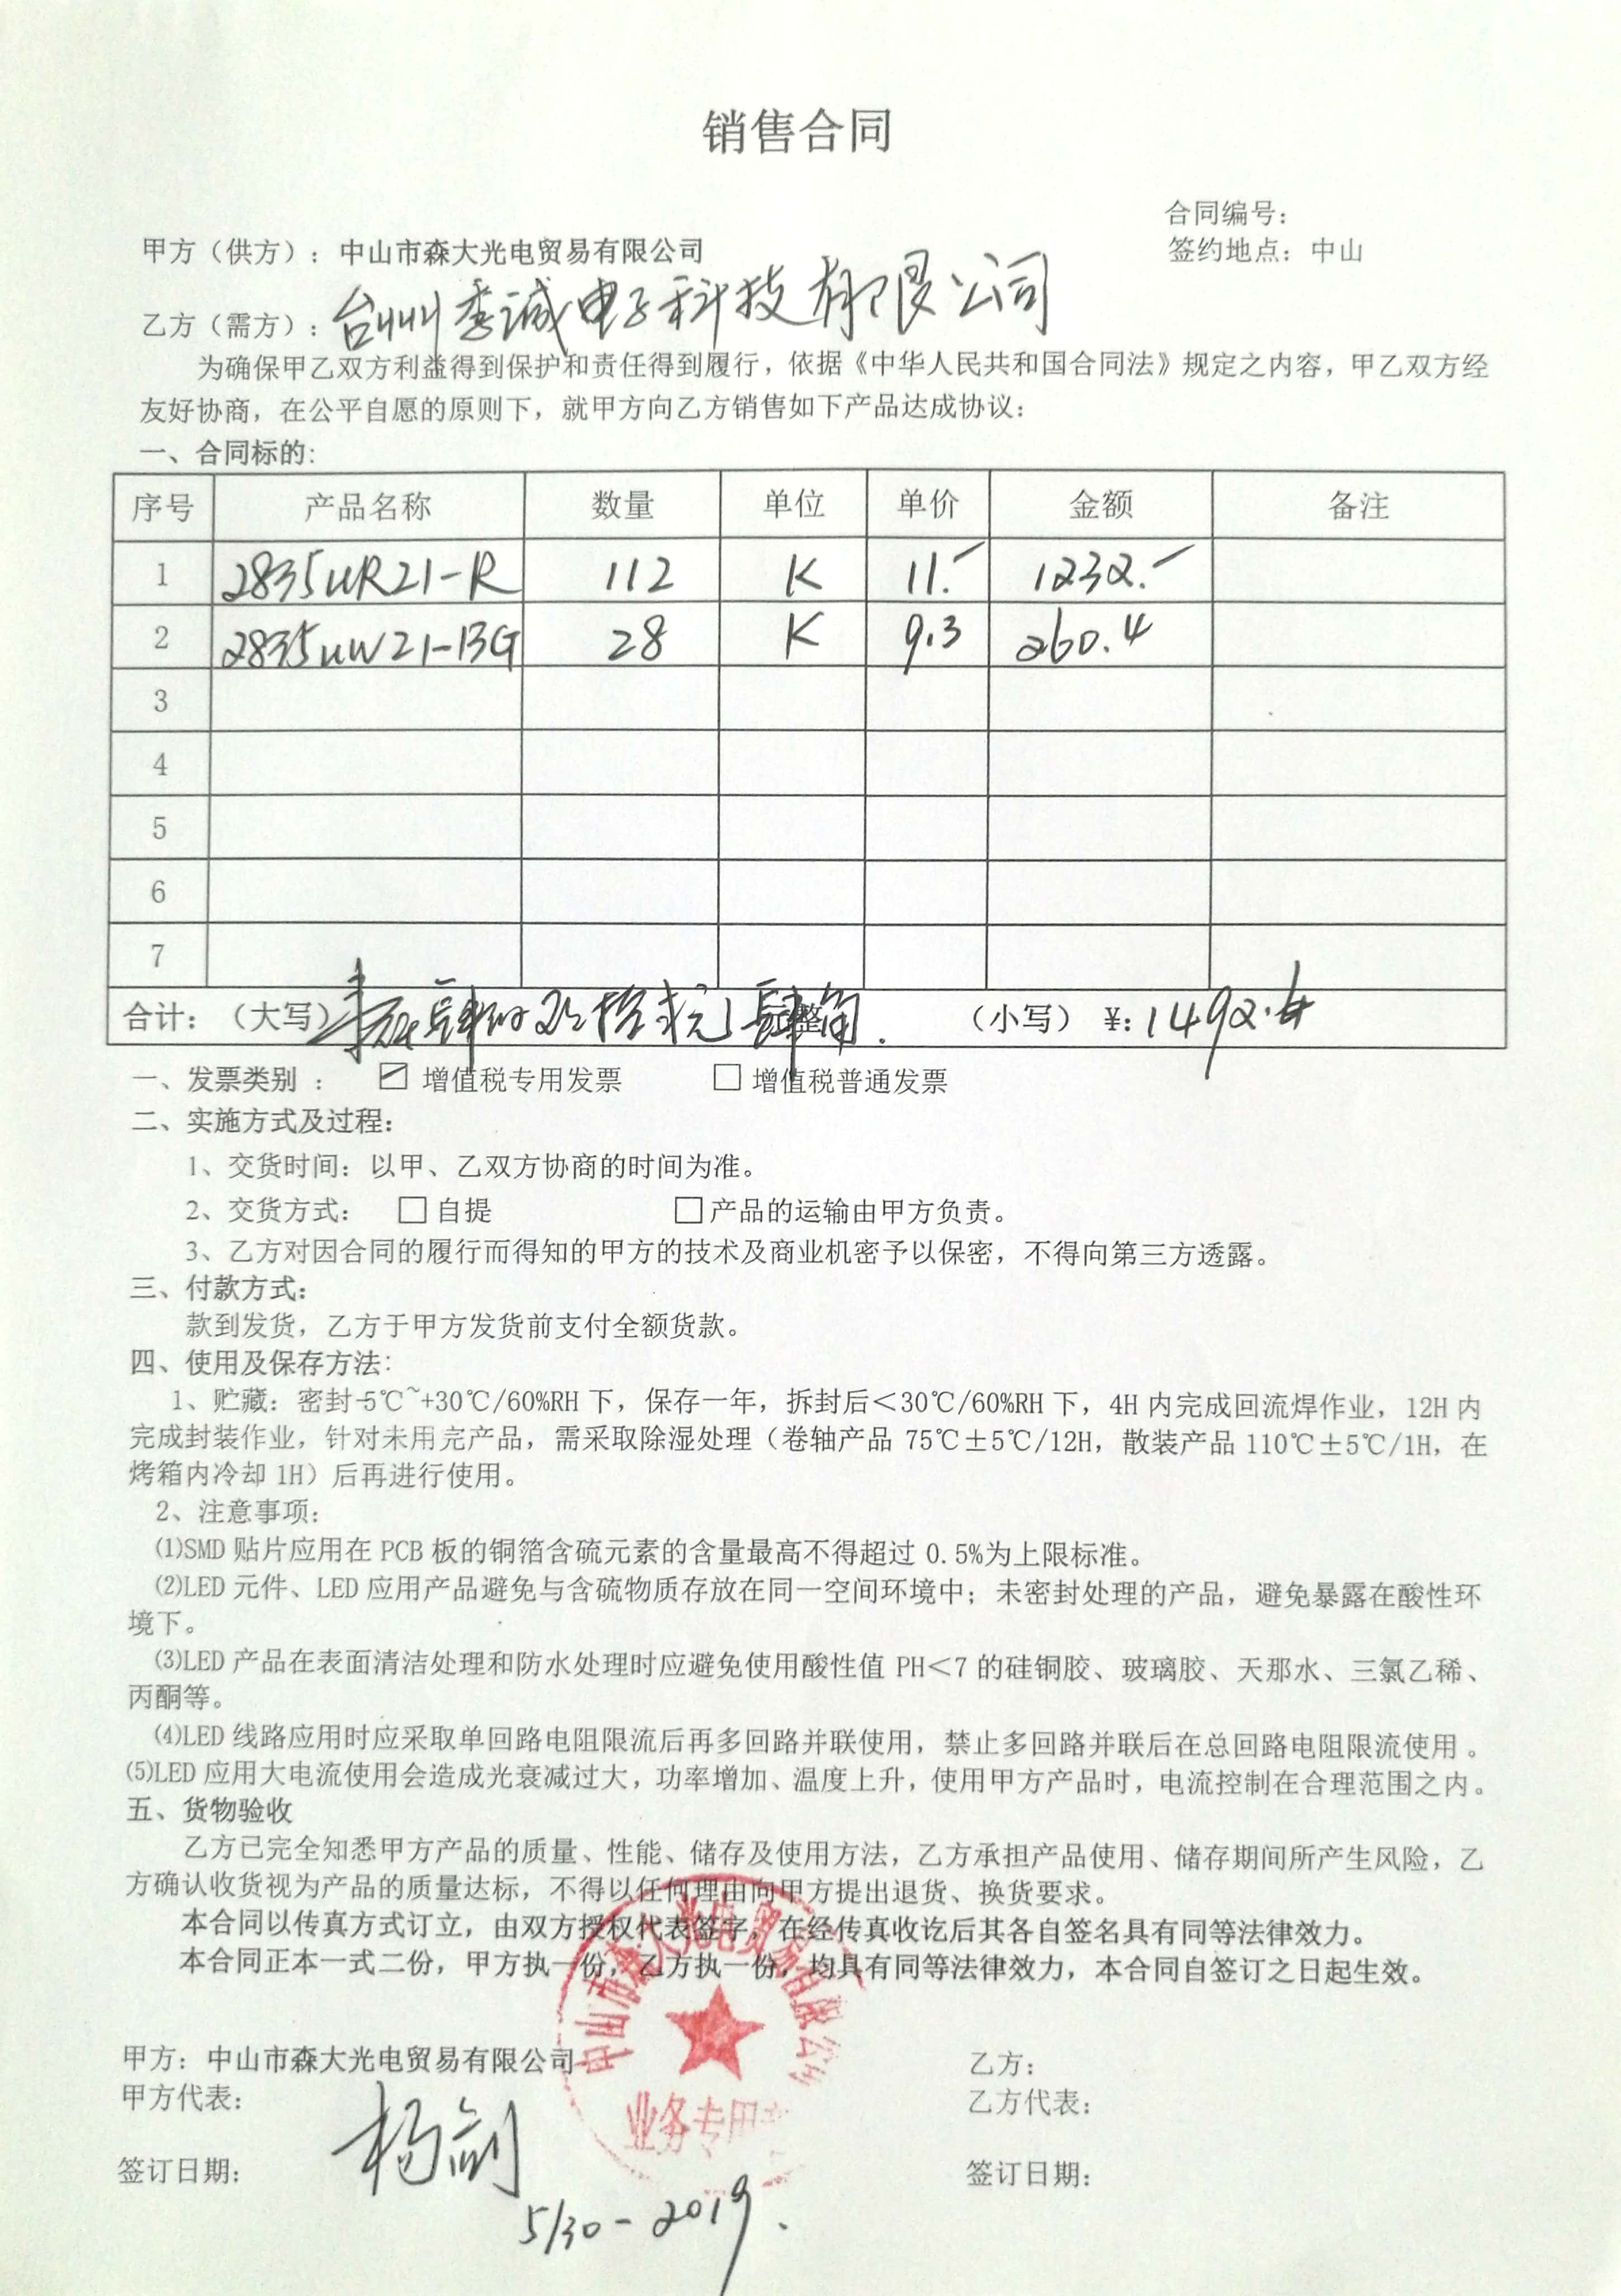 销售合同
合同编号：
甲方（供方）：中山市森大光电贸易有限公司
签约地点：中山
乙方（需方）：台州季诚电子科技有限公司
为确保甲乙双方利益得到保护和责任得到履行，依据《中华人民共和国合同法》规定之内容，甲乙双方经
友好协商，在公平自愿的原则下，就甲方向乙方销售如下产品达成协议：
一、合同标的：
序号 产品名称 数量 单位 单价 金额 备注
1 2835UR21-R 112 K 11.- 1232.-
2 2835UW21-13G 28 K 9.3 260.4
3
4
5
6
7
合计：（大写）壹仟肆佰玖拾贰元肆角 整 （小写）¥:1492.4
一、发票类别： ☑ 增值税专用发票 □ 增值税普通发票
二、实施方式及过程：
1、交货时间：以甲、乙双方协商的时间为准。
2、交货方式： □自提 □产品的运输由甲方负责。
3、乙方对因合同的履行而得知的甲方的技术及商业机密予以保密，不得向第三方透露。
三、付款方式：
款到发货，乙方于甲方发货前支付全额货款。
四、使用及保存方法：
1、贮藏：密封-5℃~+30℃/60%RH下，保存一年，拆封后＜30℃/60%RH下，4H内完成回流焊作业，12H内
完成封装作业，针对未用完产品，需采取除湿处理（卷轴产品75℃±5℃/12H，散装产品110℃±5℃/1H，在
烤箱内冷却1H）后再进行使用。
2、注意事项：
⑴SMD贴片应用在PCB板的铜箔含硫元素的含量最高不得超过0.5%为上限标准。
⑵LED元件、LED应用产品避免与含硫物质存放在同一空间环境中；未密封处理的产品，避免暴露在酸性环
境下。
⑶LED产品在表面清洁处理和防水处理时应避免使用酸性值PH＜7的硅铜胶、玻璃胶、天那水、三氯乙稀、
丙酮等。
⑷LED线路应用时应采取单回路电阻限流后再多回路并联使用，禁止多回路并联后在总回路电阻限流使用。
⑸LED应用大电流使用会造成光衰减过大，功率增加、温度上升，使用甲方产品时，电流控制在合理范围之内。
五、货物验收
乙方已完全知悉甲方产品的质量、性能、储存及使用方法，乙方承担产品使用、储存期间所产生风险，乙
方确认收货视为产品的质量达标，不得以任何理由向甲方提出退货、换货要求。
本合同以传真方式订立，由双方授权代表签字，在经传真收讫后其各自签名具有同等法律效力。
本合同正本一式二份，甲方执一份，乙方执一份，均具有同等法律效力，本合同自签订之日起生效。
中山市森大光电贸易有限公司
业务专用章
甲方：中山市森大光电贸易有限公司
乙方：
甲方代表：杨剑
乙方代表：
签订日期：
签订日期：
5/30-2019.